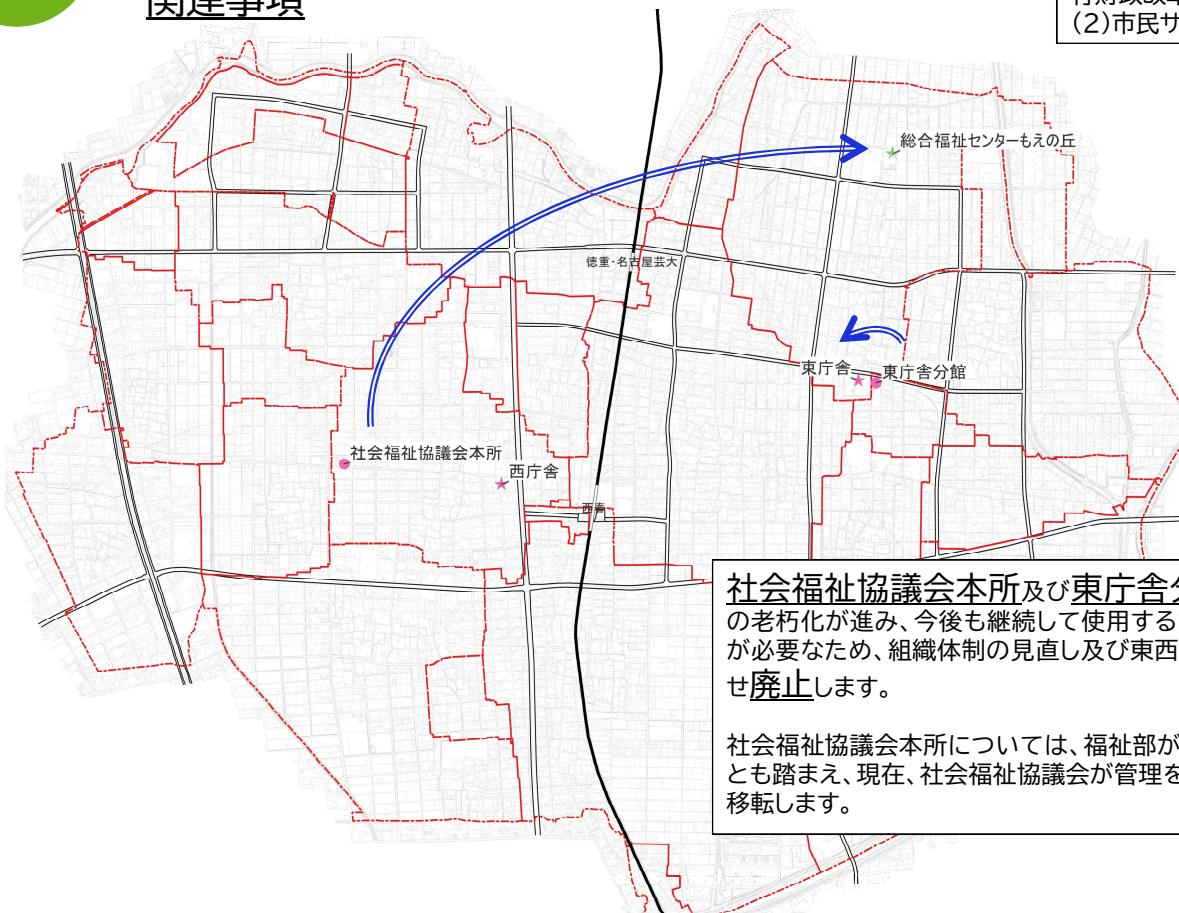 関連事項
(2)市民サ
総合福祉センターもえの丘
徳重・名古屋芸大
東庁舎
東庁舎分館
社会福祉協議会本所
西庁舎
西春
社会福祉協議会本所及び東庁舎分
の老朽化が進み、今後も継続して使用する
が必要なため、組織体制の見直し及び東西
せ廃止します。
社会福祉協議会本所については、福祉部が
とも踏まえ、現在、社会福祉協議会が管理を
移転します。